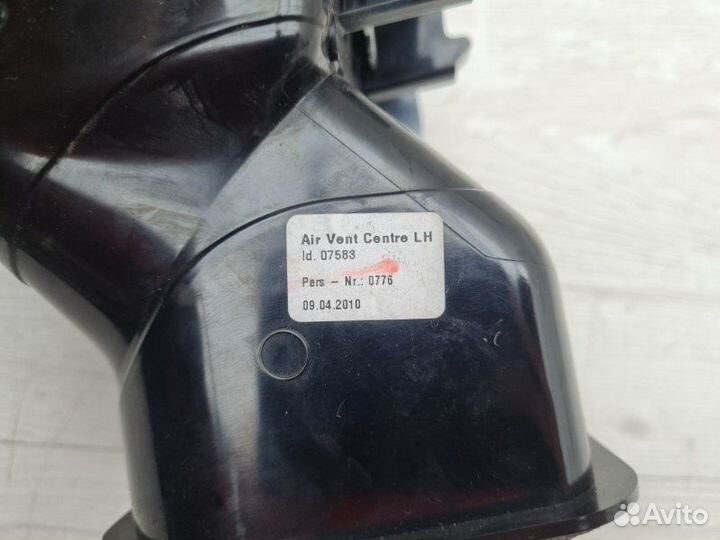 Air Vent Centre LH
Id. 07583
Pers - Nr.: 0776
09.04.2010
Avito